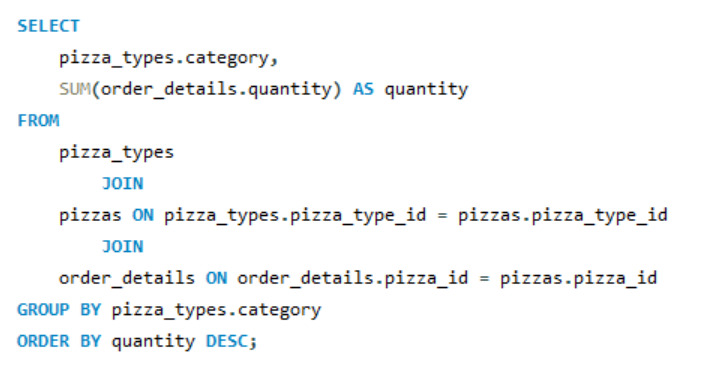 SELECT
    pizza_types.category,
    SUM(order_details.quantity) AS quantity
FROM
    pizza_types
        JOIN
    pizzas ON pizza_types.pizza_type_id = pizzas.pizza_type_id
        JOIN
    order_details ON order_details.pizza_id = pizzas.pizza_id
GROUP BY pizza_types.category
ORDER BY quantity DESC;